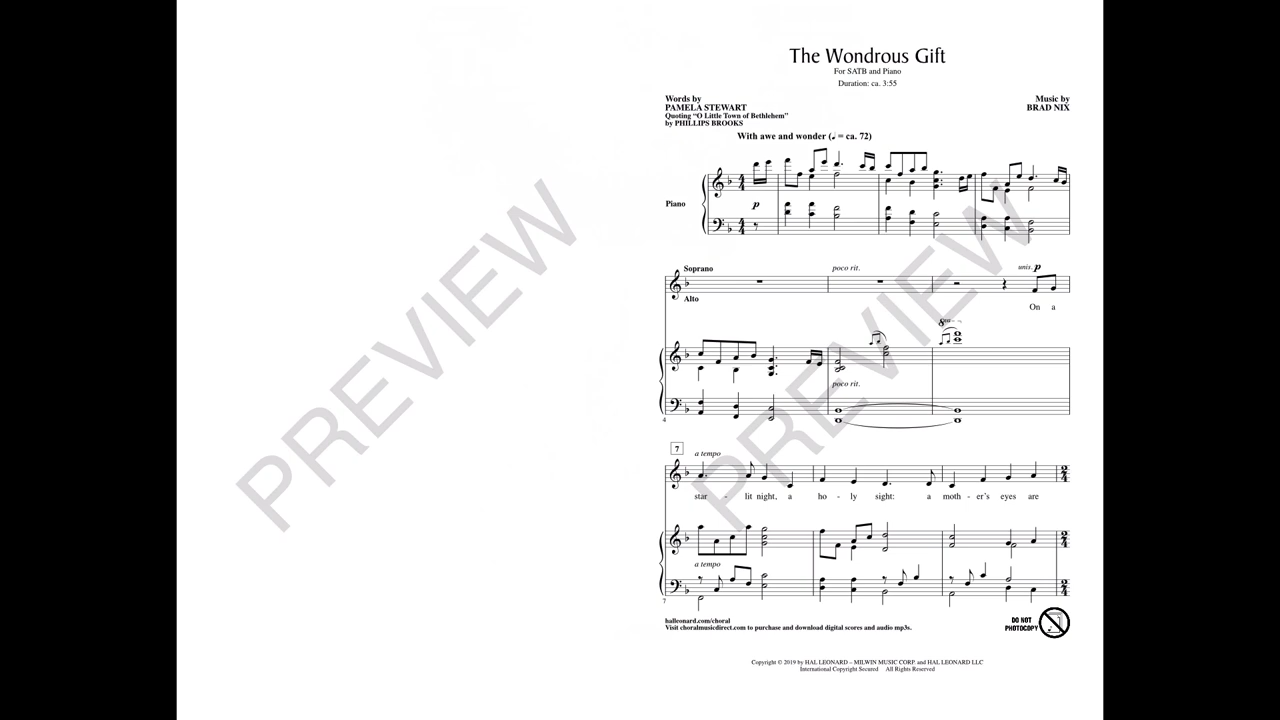 The Wondrous Gift
For SATB and Piano
Duration: ca. 3:55
Words by
PAMELA STEWART
Quoting “O Little Town of Bethlehem”
by PHILLIPS BROOKS
Music by
BRAD NIX
With awe and wonder (♩ = ca. 72)
Piano
p
PREVIEW
PREVIEW
Soprano
poco rit.
unis. p
Alto
On a
8va
poco rit.
4
7
a tempo
star - lit night, a ho - ly sight: a moth - er's eyes are
a tempo
7
halleonard.com/choral
Visit choralmusicdirect.com to purchase and download digital scores and audio mp3s.
DO NOT
PHOTOCOPY
Copyright © 2019 by HAL LEONARD – MILWIN MUSIC CORP. and HAL LEONARD LLC
International Copyright Secured All Rights Reserved